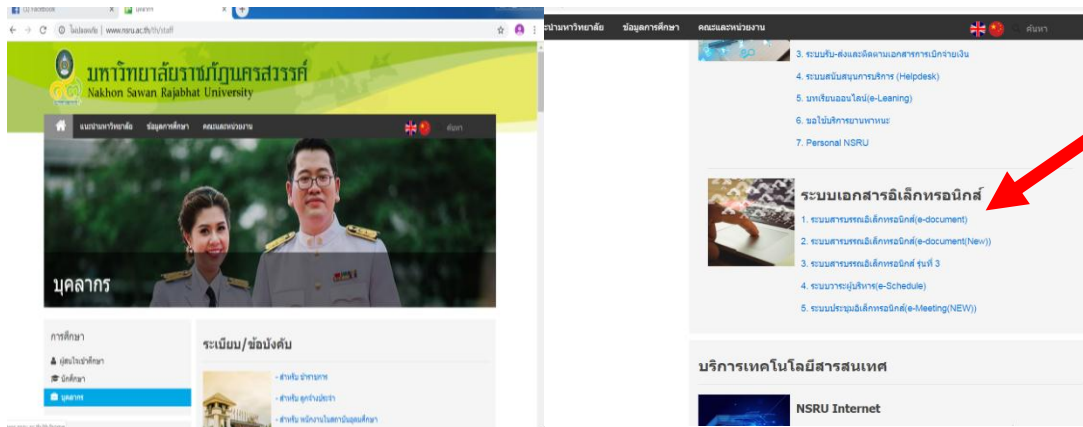 (2) Facebook
บุคลากร
ไม่ปลอดภัย | www.nsru.ac.th/th/staff
มหาวิทยาลัยราชภัฏนครสวรรค์
Nakhon Sawan Rajabhat University
แนะนำมหาวิทยาลัย ข้อมูลการศึกษา คณะและหน่วยงาน ค้นหา
บุคลากร
การศึกษา
ผู้สนใจเข้าศึกษา
นักศึกษา
บุคลากร
ระเบียบ/ข้อบังคับ
- สำหรับ ข้าราชการ
- สำหรับ ลูกจ้างประจำ
- สำหรับ พนักงานในสถาบันอุดมศึกษา
ะนำมหาวิทยาลัย ข้อมูลการศึกษา คณะและหน่วยงาน ค้นหา
3. ระบบรับ-ส่งและติดตามเอกสารการเบิกจ่ายเงิน
4. ระบบสนับสนุนการบริการ (Helpdesk)
5. บทเรียนออนไลน์(e-Leaning)
6. ขอใช้บริการยานพาหนะ
7. Personal NSRU
ระบบเอกสารอิเล็กทรอนิกส์
1. ระบบสารบรรณอิเล็กทรอนิกส์(e-document)
2. ระบบสารบรรณอิเล็กทรอนิกส์(e-document(New))
3. ระบบสารบรรณอิเล็กทรอนิกส์ รุ่นที่ 3
4. ระบบวาระผู้บริหาร(e-Schedule)
5. ระบบประชุมอิเล็กทรอนิกส์(e-Meeting(NEW))
บริการเทคโนโลยีสารสนเทศ
NSRU Internet